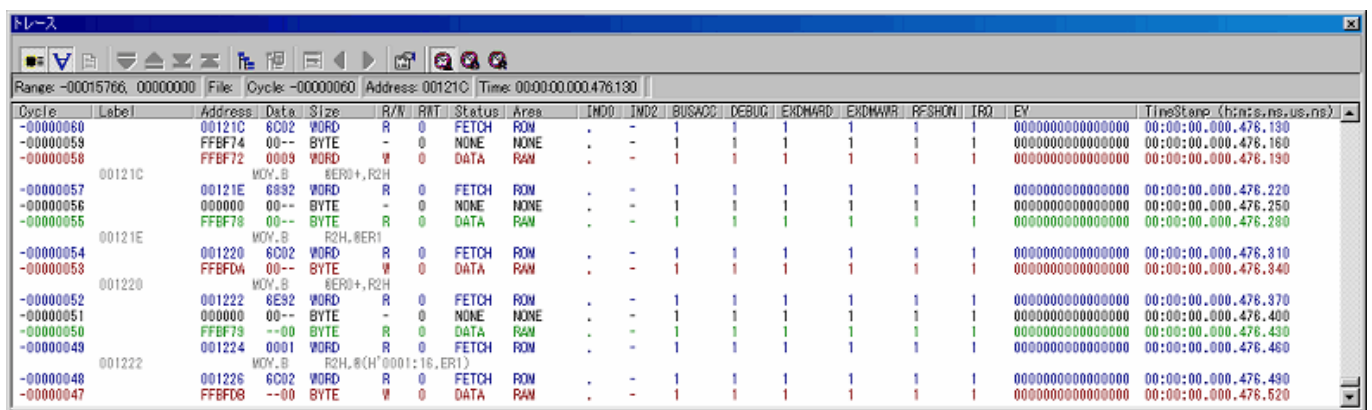 トレース
Range: -00015766, 00000000 File: Cycle: -00000060 Address: 00121C Time: 00:00:00.000.476.130
Cycle Label Address Data Size R/W RWT Status Area IMD0 IMD2 BUSACC DEBUG EXDMARD EXDMAWR RFSHON IRQ EV TimeStamp (h:m:s.ms.us.ns)
-00000060 00121C 6C02 WORD R 0 FETCH ROM . - 1 1 1 1 1 1 0000000000000000 00:00:00.000.476.130
-00000059 FFBF74 00-- BYTE - 0 NONE NONE . - 1 1 1 1 1 1 0000000000000000 00:00:00.000.476.160
-00000058 FFBF72 0009 WORD W 0 DATA RAM . - 1 1 1 1 1 1 0000000000000000 00:00:00.000.476.190
00121C MOV.B @ER0+,R2H
-00000057 00121E 6892 WORD R 0 FETCH ROM . - 1 1 1 1 1 1 0000000000000000 00:00:00.000.476.220
-00000056 000000 00-- BYTE - 0 NONE NONE . - 1 1 1 1 1 1 0000000000000000 00:00:00.000.476.250
-00000055 FFBF78 00-- BYTE R 0 DATA RAM . - 1 1 1 1 1 1 0000000000000000 00:00:00.000.476.280
00121E MOV.B R2H,@ER1
-00000054 001220 6C02 WORD R 0 FETCH ROM . - 1 1 1 1 1 1 0000000000000000 00:00:00.000.476.310
-00000053 FFBFDA 00-- BYTE W 0 DATA RAM . - 1 1 1 1 1 1 0000000000000000 00:00:00.000.476.340
001220 MOV.B @ER0+,R2H
-00000052 001222 6E92 WORD R 0 FETCH ROM . - 1 1 1 1 1 1 0000000000000000 00:00:00.000.476.370
-00000051 000000 00-- BYTE - 0 NONE NONE . - 1 1 1 1 1 1 0000000000000000 00:00:00.000.476.400
-00000050 FFBF79 --00 BYTE R 0 DATA RAM . - 1 1 1 1 1 1 0000000000000000 00:00:00.000.476.430
-00000049 001224 0001 WORD R 0 FETCH ROM . - 1 1 1 1 1 1 0000000000000000 00:00:00.000.476.460
001222 MOV.B R2H,@(H'0001:16,ER1)
-00000048 001226 6C02 WORD R 0 FETCH ROM . - 1 1 1 1 1 1 0000000000000000 00:00:00.000.476.490
-00000047 FFBFDB --00 BYTE W 0 DATA RAM . - 1 1 1 1 1 1 0000000000000000 00:00:00.000.476.520